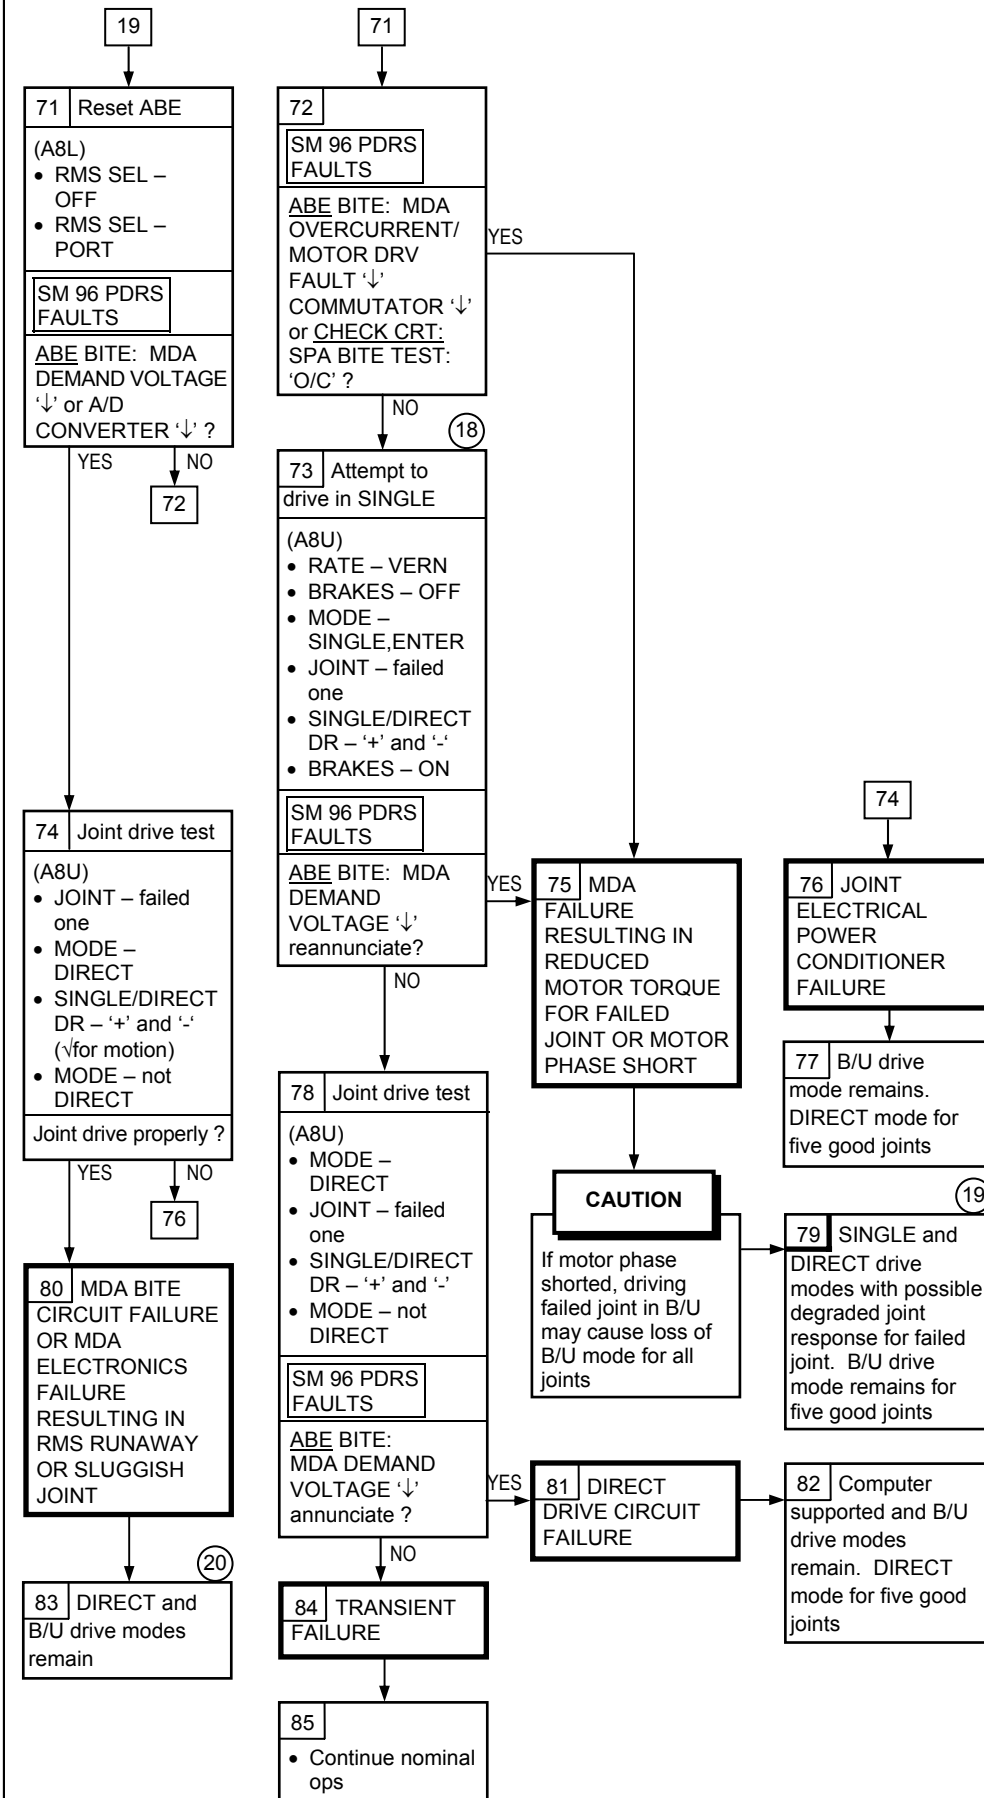 19
71 Reset ABE
(A8L)
• RMS SEL –
OFF
• RMS SEL –
PORT
SM 96 PDRS
FAULTS
ABE BITE: MDA
DEMAND VOLTAGE
‘↓’ or A/D
CONVERTER ‘↓’ ?
YES
NO
72
74 Joint drive test
(A8U)
• JOINT – failed
one
• MODE –
DIRECT
• SINGLE/DIRECT
DR – ‘+’ and ‘-‘
(√for motion)
• MODE – not
DIRECT
Joint drive properly ?
YES
NO
76
80 MDA BITE
CIRCUIT FAILURE
OR MDA
ELECTRONICS
FAILURE
RESULTING IN
RMS RUNAWAY
OR SLUGGISH
JOINT
20
83 DIRECT and
B/U drive modes
remain
71
72
SM 96 PDRS
FAULTS
ABE BITE: MDA
OVERCURRENT/
MOTOR DRV
FAULT ‘↓’
COMMUTATOR ‘↓’
or CHECK CRT:
SPA BITE TEST:
‘O/C’ ?
YES
NO
18
73 Attempt to
drive in SINGLE
(A8U)
• RATE – VERN
• BRAKES – OFF
• MODE –
SINGLE,ENTER
• JOINT – failed
one
• SINGLE/DIRECT
DR – ‘+’ and ‘-‘
• BRAKES – ON
SM 96 PDRS
FAULTS
ABE BITE: MDA
DEMAND
VOLTAGE ‘↓’
reannunciate?
YES
NO
78 Joint drive test
(A8U)
• MODE –
DIRECT
• JOINT – failed
one
• SINGLE/DIRECT
DR – ‘+’ and ‘-’
• MODE – not
DIRECT
SM 96 PDRS
FAULTS
ABE BITE:
MDA DEMAND
VOLTAGE ‘↓’
annunciate ?
YES
NO
84 TRANSIENT
FAILURE
85
• Continue nominal
ops
75 MDA
FAILURE
RESULTING IN
REDUCED
MOTOR TORQUE
FOR FAILED
JOINT OR MOTOR
PHASE SHORT
CAUTION
If motor phase
shorted, driving
failed joint in B/U
may cause loss of
B/U mode for all
joints
81 DIRECT
DRIVE CIRCUIT
FAILURE
74
76 JOINT
ELECTRICAL
POWER
CONDITIONER
FAILURE
77 B/U drive
mode remains.
DIRECT mode for
five good joints
19
79 SINGLE and
DIRECT drive
modes with possible
degraded joint
response for failed
joint. B/U drive
mode remains for
five good joints
82 Computer
supported and B/U
drive modes
remain. DIRECT
mode for five good
joints